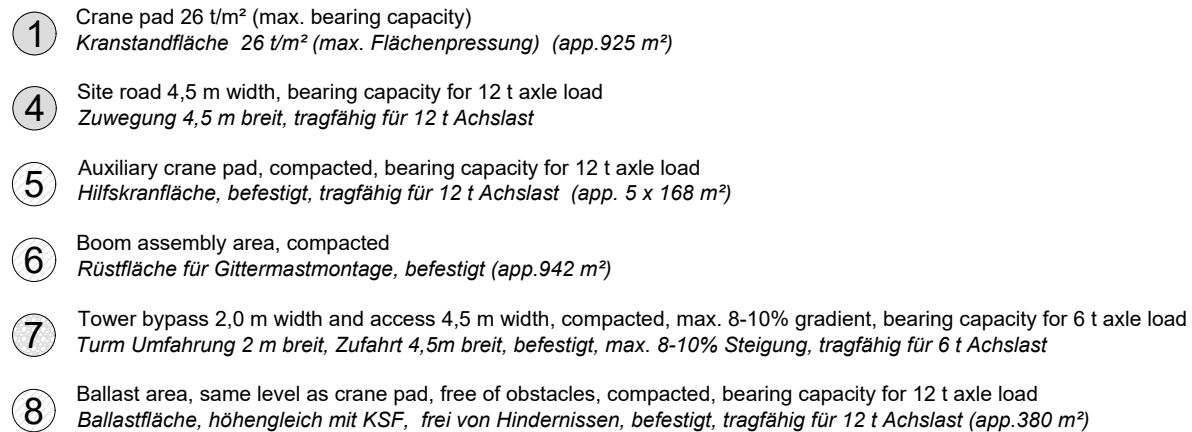 1 Crane pad 26 t/m² (max. bearing capacity)
Kranstandfläche 26 t/m² (max. Flächenpressung) (app.925 m²)
4 Site road 4,5 m width, bearing capacity for 12 t axle load
Zuwegung 4,5 m breit, tragfähig für 12 t Achslast
5 Auxiliary crane pad, compacted, bearing capacity for 12 t axle load
Hilfskranfläche, befestigt, tragfähig für 12 t Achslast (app. 5 x 168 m²)
6 Boom assembly area, compacted
Rüstfläche für Gittermastmontage, befestigt (app.942 m²)
7 Tower bypass 2,0 m width and access 4,5 m width, compacted, max. 8-10% gradient, bearing capacity for 6 t axle load
Turm Umfahrung 2 m breit, Zufahrt 4,5m breit, befestigt, max. 8-10% Steigung, tragfähig für 6 t Achslast
8 Ballast area, same level as crane pad, free of obstacles, compacted, bearing capacity for 12 t axle load
Ballastfläche, höhengleich mit KSF, frei von Hindernissen, befestigt, tragfähig für 12 t Achslast (app.380 m²)